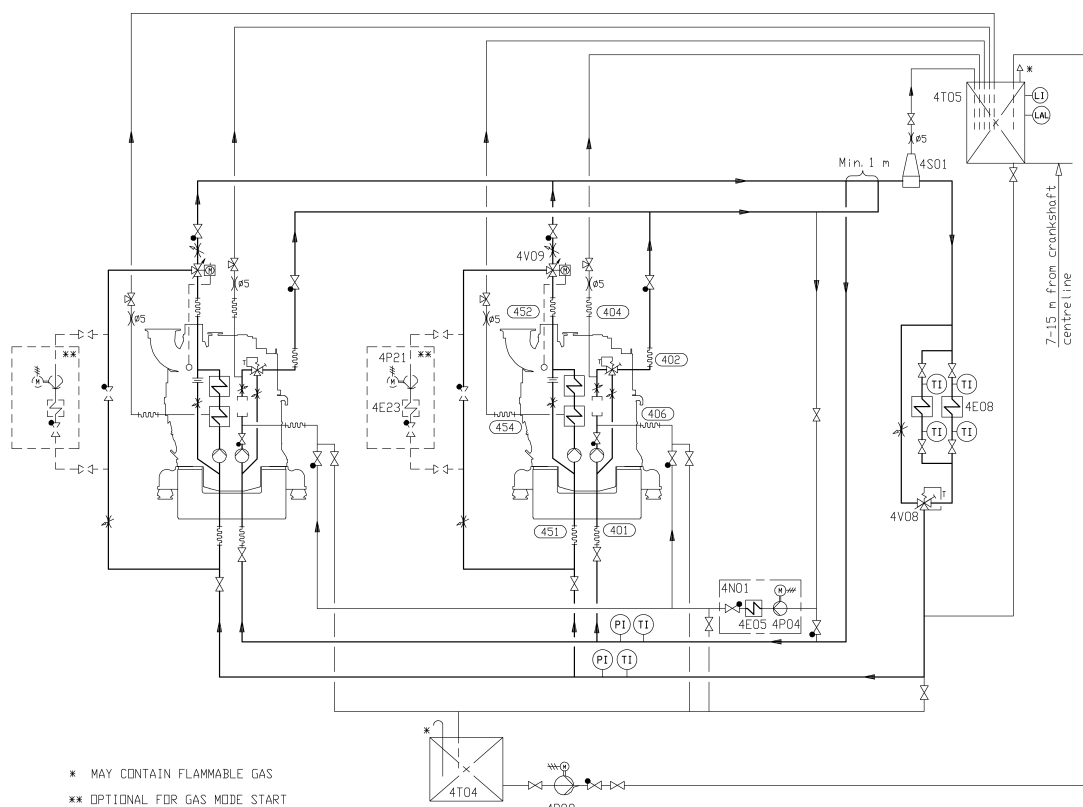 4T05
*
LI
LAL
ø5
4S01
Min. 1 m
7-15 m from crankshaft
centreline
4V09
M
M
ø5
ø5
ø5
ø5
452
404
**
M
4P21
**
M
4E23
T
T
402
406
454
TI
TI
4E08
TI
TI
T
4V08
451
401
4N01
M
4E05
4P04
PI
TI
PI
TI
*
4T04
M
* MAY CONTAIN FLAMMABLE GAS
** OPTIONAL FOR GAS MODE START